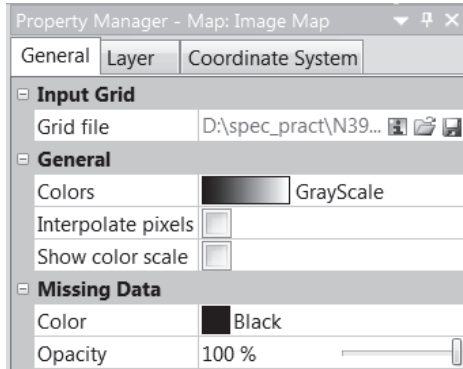 Property Manager - Map: Image Map
General Layer Coordinate System
Input Grid
Grid file D:\spec_pract\N39...
General
Colors GrayScale
Interpolate pixels
Show color scale
Missing Data
Color Black
Opacity 100 %